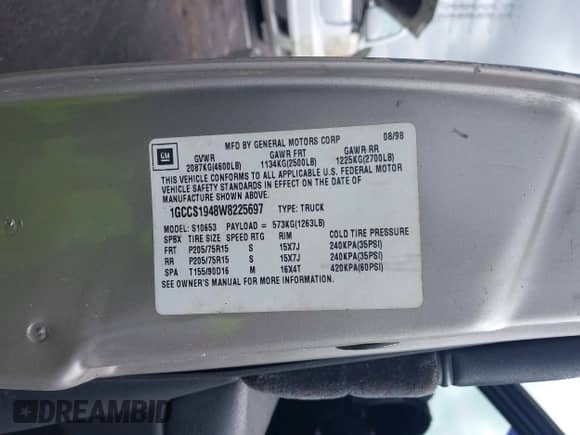 GM
MFD BY GENERAL MOTORS CORP 08/98
GVWR GAWR FRT GAWR RR
2087KG(4600LB) 1134KG(2500LB) 1225KG(2700LB)
THIS VEHICLE CONFORMS TO ALL APPLICABLE U.S. FEDERAL MOTOR
VEHICLE SAFETY STANDARDS IN EFFECT ON THE DATE OF
MANUFACTURE SHOWN ABOVE.
1GCCS1948W8225697 TYPE: TRUCK
MODEL: S10653 PAYLOAD = 573KG(1263LB)
SPBX TIRE SIZE SPEED RTG RIM COLD TIRE PRESSURE
FRT P205/75R15 S 15X7J 240KPA(35PSI)
RR P205/75R15 S 15X7J 240KPA(35PSI)
SPA T155/90D16 M 16X4T 420KPA(60PSI)
SEE OWNER'S MANUAL FOR MORE INFORMATION.
DREAMBID